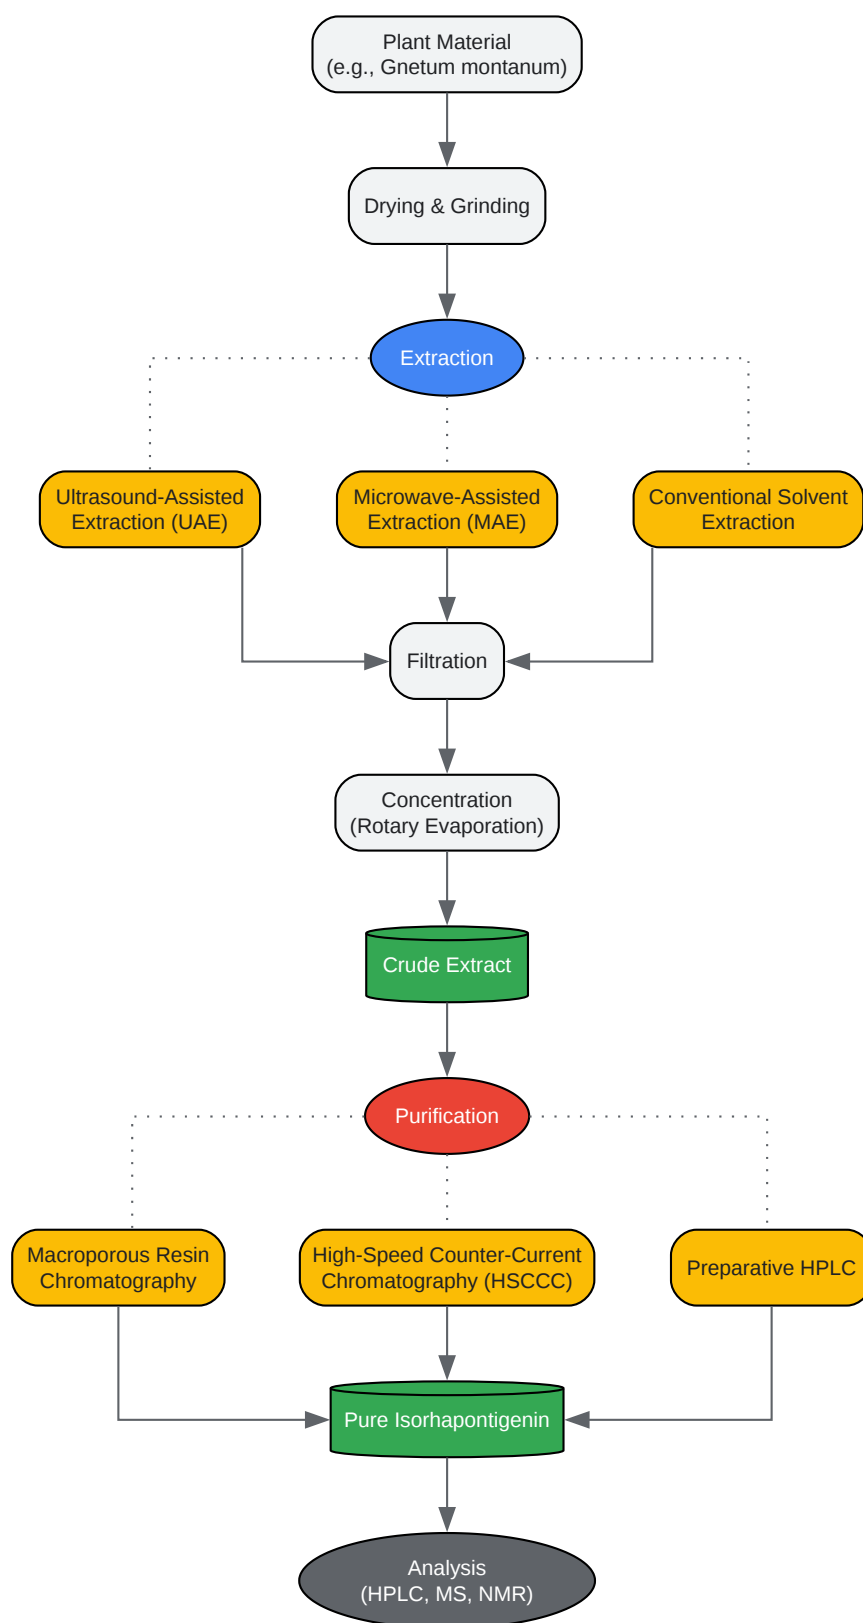 Plant Material
(e.g., Gnetum montanum)
Drying & Grinding
Extraction
Ultrasound-Assisted
Extraction (UAE)
Microwave-Assisted
Extraction (MAE)
Conventional Solvent
Extraction
Filtration
Concentration
(Rotary Evaporation)
Crude Extract
Purification
Macroporous Resin
Chromatography
High-Speed Counter-Current
Chromatography (HSCCC)
Preparative HPLC
Pure Isorhapontigenin
Analysis
(HPLC, MS, NMR)